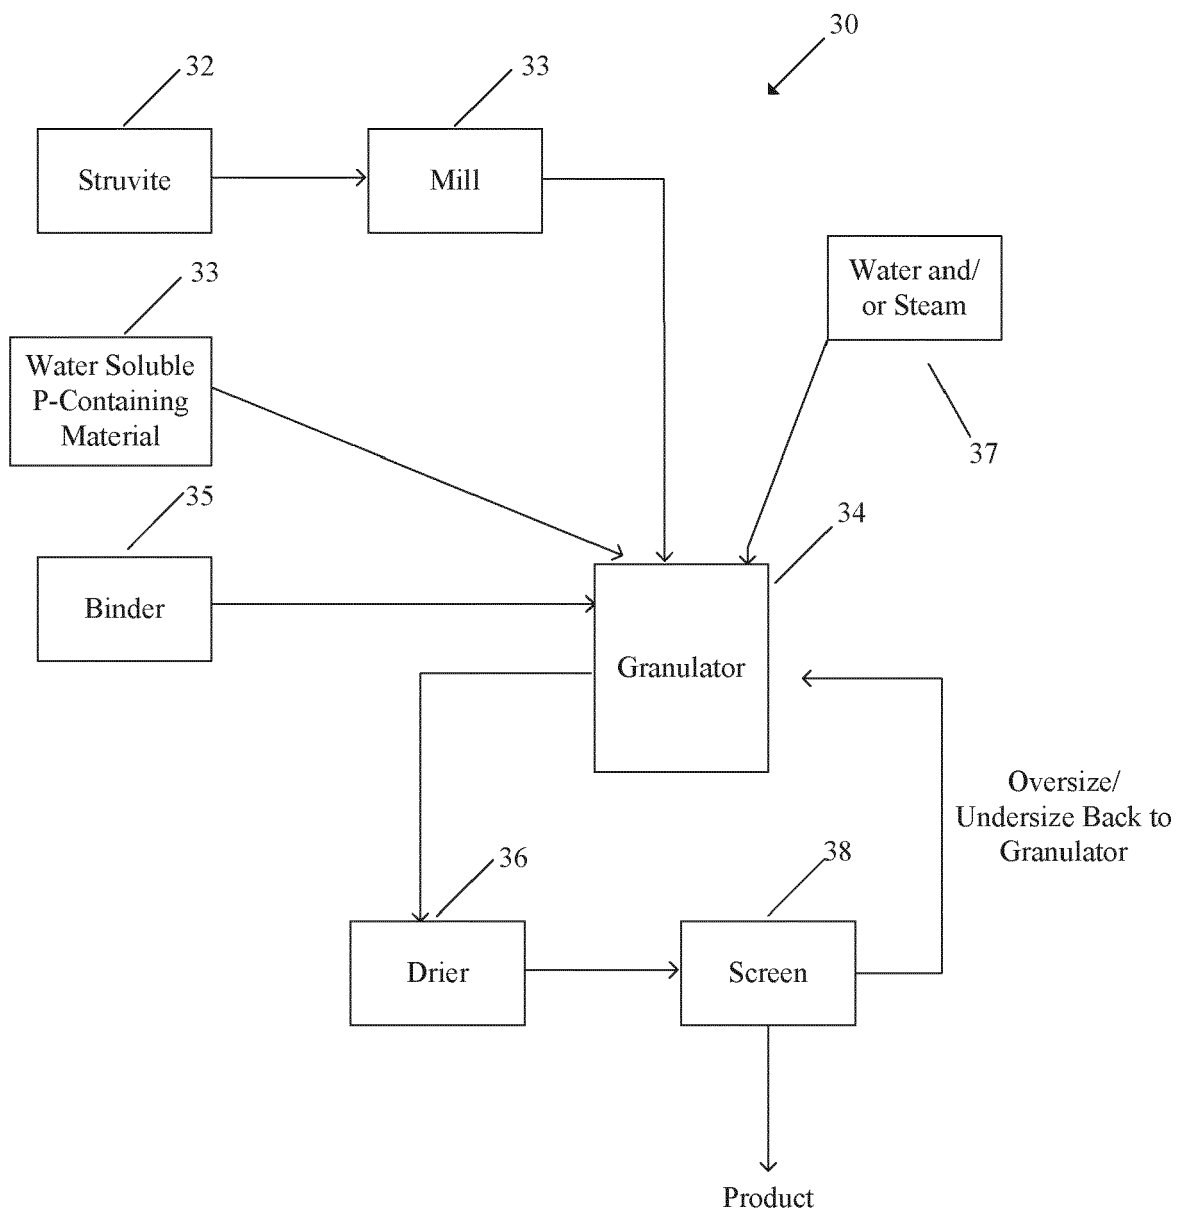 30
32
33
Struvite
Mill
Water and/
or Steam
33
Water Soluble
P-Containing
Material
37
35
34
Binder
Granulator
Oversize/
Undersize Back to
Granulator
36
38
Drier
Screen
Product